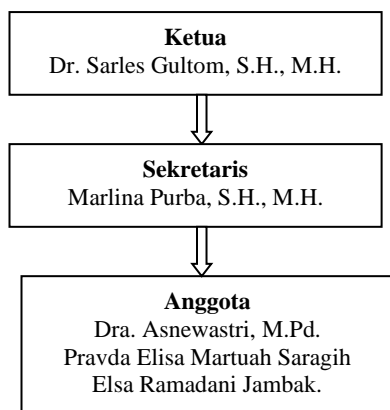 Ketua
Dr. Sarles Gultom, S.H., M.H.
Sekretaris
Marlina Purba, S.H., M.H.
Anggota
Dra. Asnewastri, M.Pd.
Pravda Elisa Martuah Saragih
Elsa Ramadani Jambak.